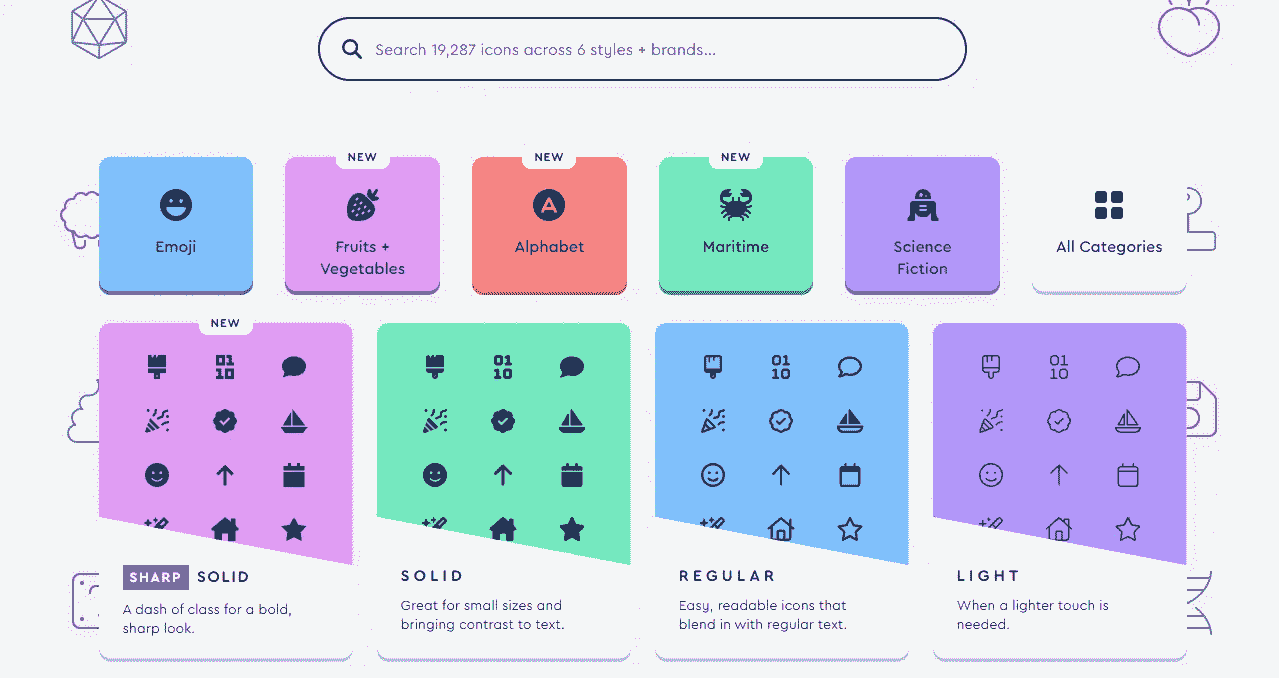 Search 19,287 icons across 6 styles + brands...
NEW
NEW
NEW
Emoji
Fruits +
Vegetables
A
Alphabet
Maritime
Science
Fiction
All Categories
NEW
01
10
01
10
01
10
01
10
SHARP SOLID
A dash of class for a bold,
sharp look.
SOLID
Great for small sizes and
bringing contrast to text.
REGULAR
Easy, readable icons that
blend in with regular text.
LIGHT
When a lighter touch is
needed.